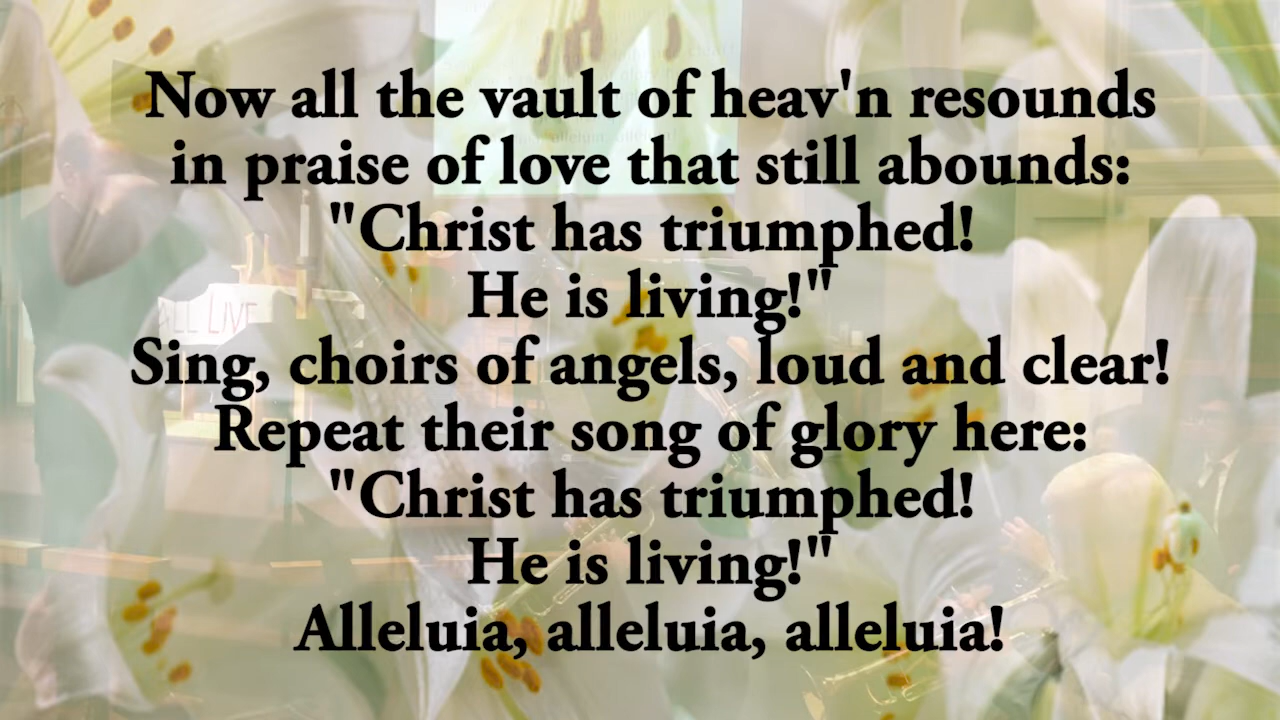 Now all the vault of heav'n resounds
in praise of love that still abounds:
"Christ has triumphed!
He is living!"
Sing, choirs of angels, loud and clear!
Repeat their song of glory here:
"Christ has triumphed!
He is living!"
Alleluia, alleluia, alleluia!
ALL LIVE